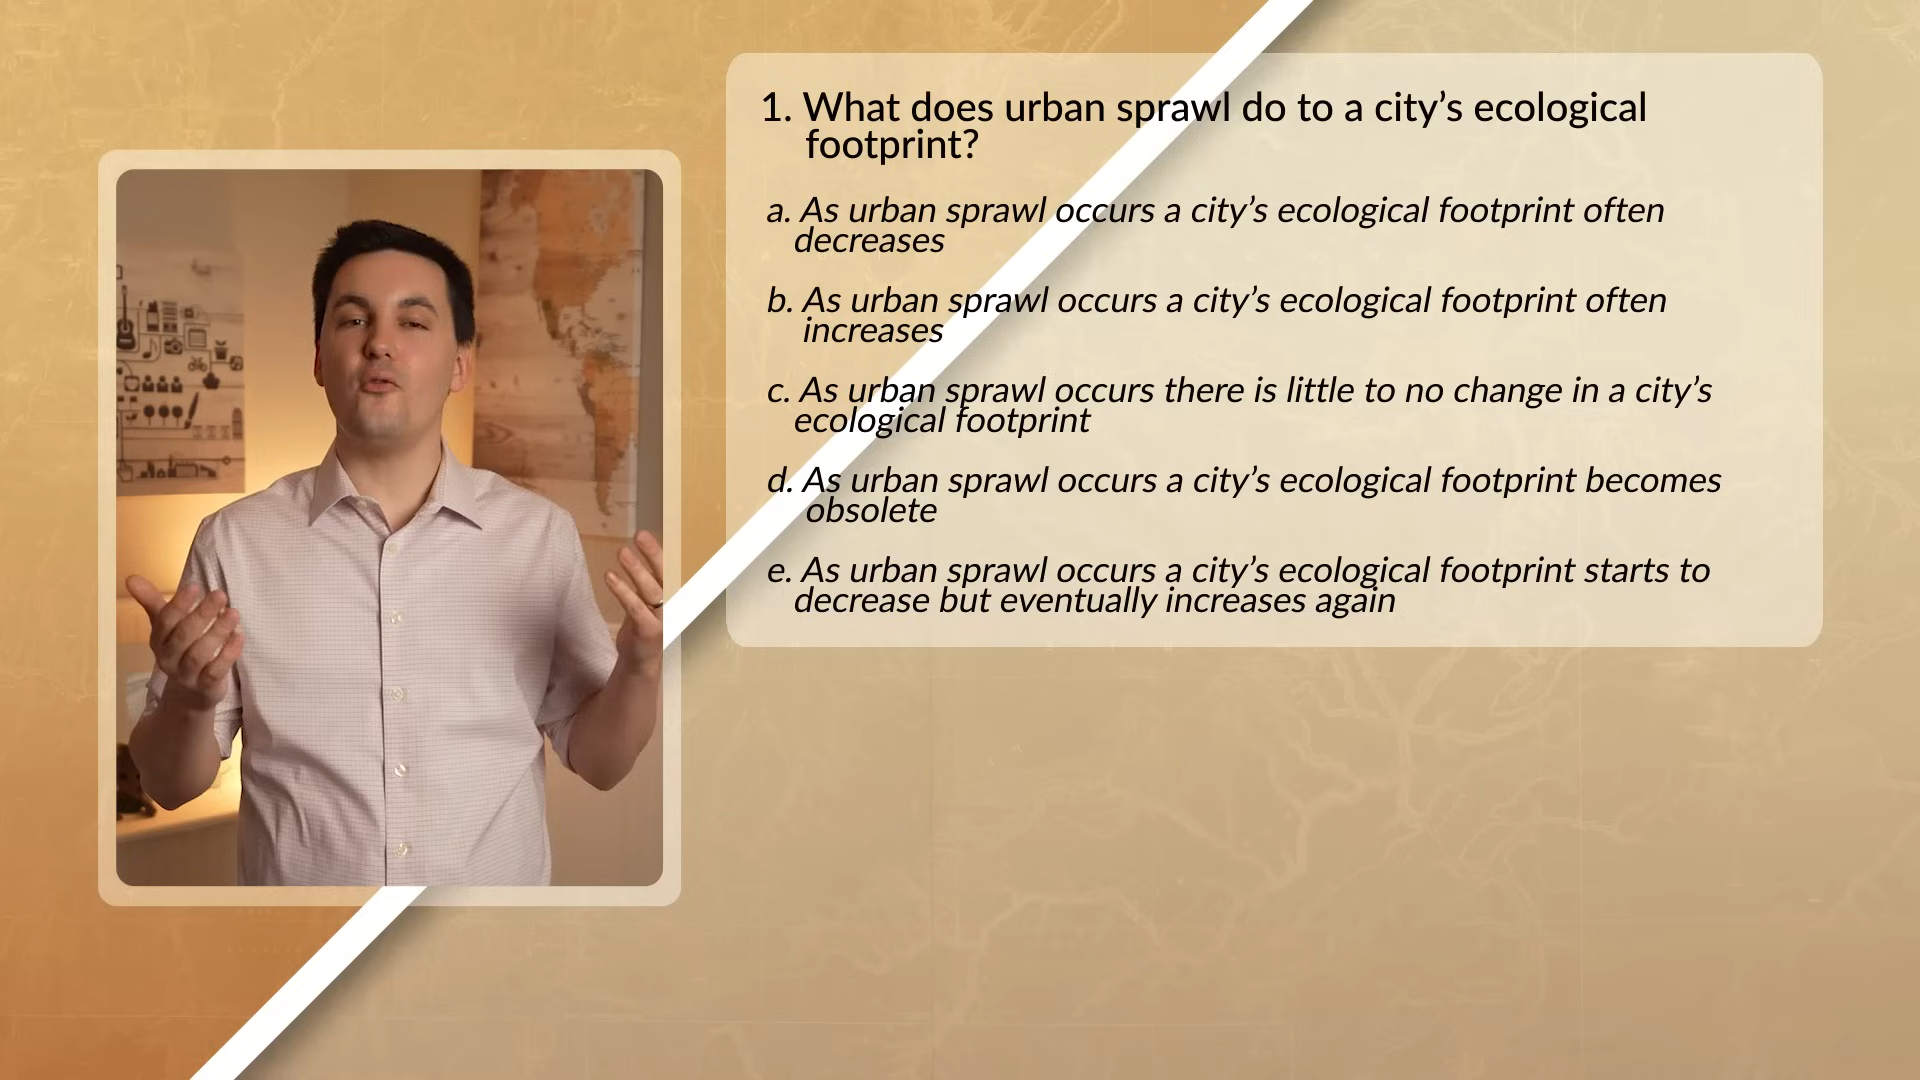 1. What does urban sprawl do to a city’s ecological
footprint?
a. As urban sprawl occurs a city’s ecological footprint often
decreases
b. As urban sprawl occurs a city’s ecological footprint often
increases
c. As urban sprawl occurs there is little to no change in a city’s
ecological footprint
d. As urban sprawl occurs a city’s ecological footprint becomes
obsolete
e. As urban sprawl occurs a city’s ecological footprint starts to
decrease but eventually increases again